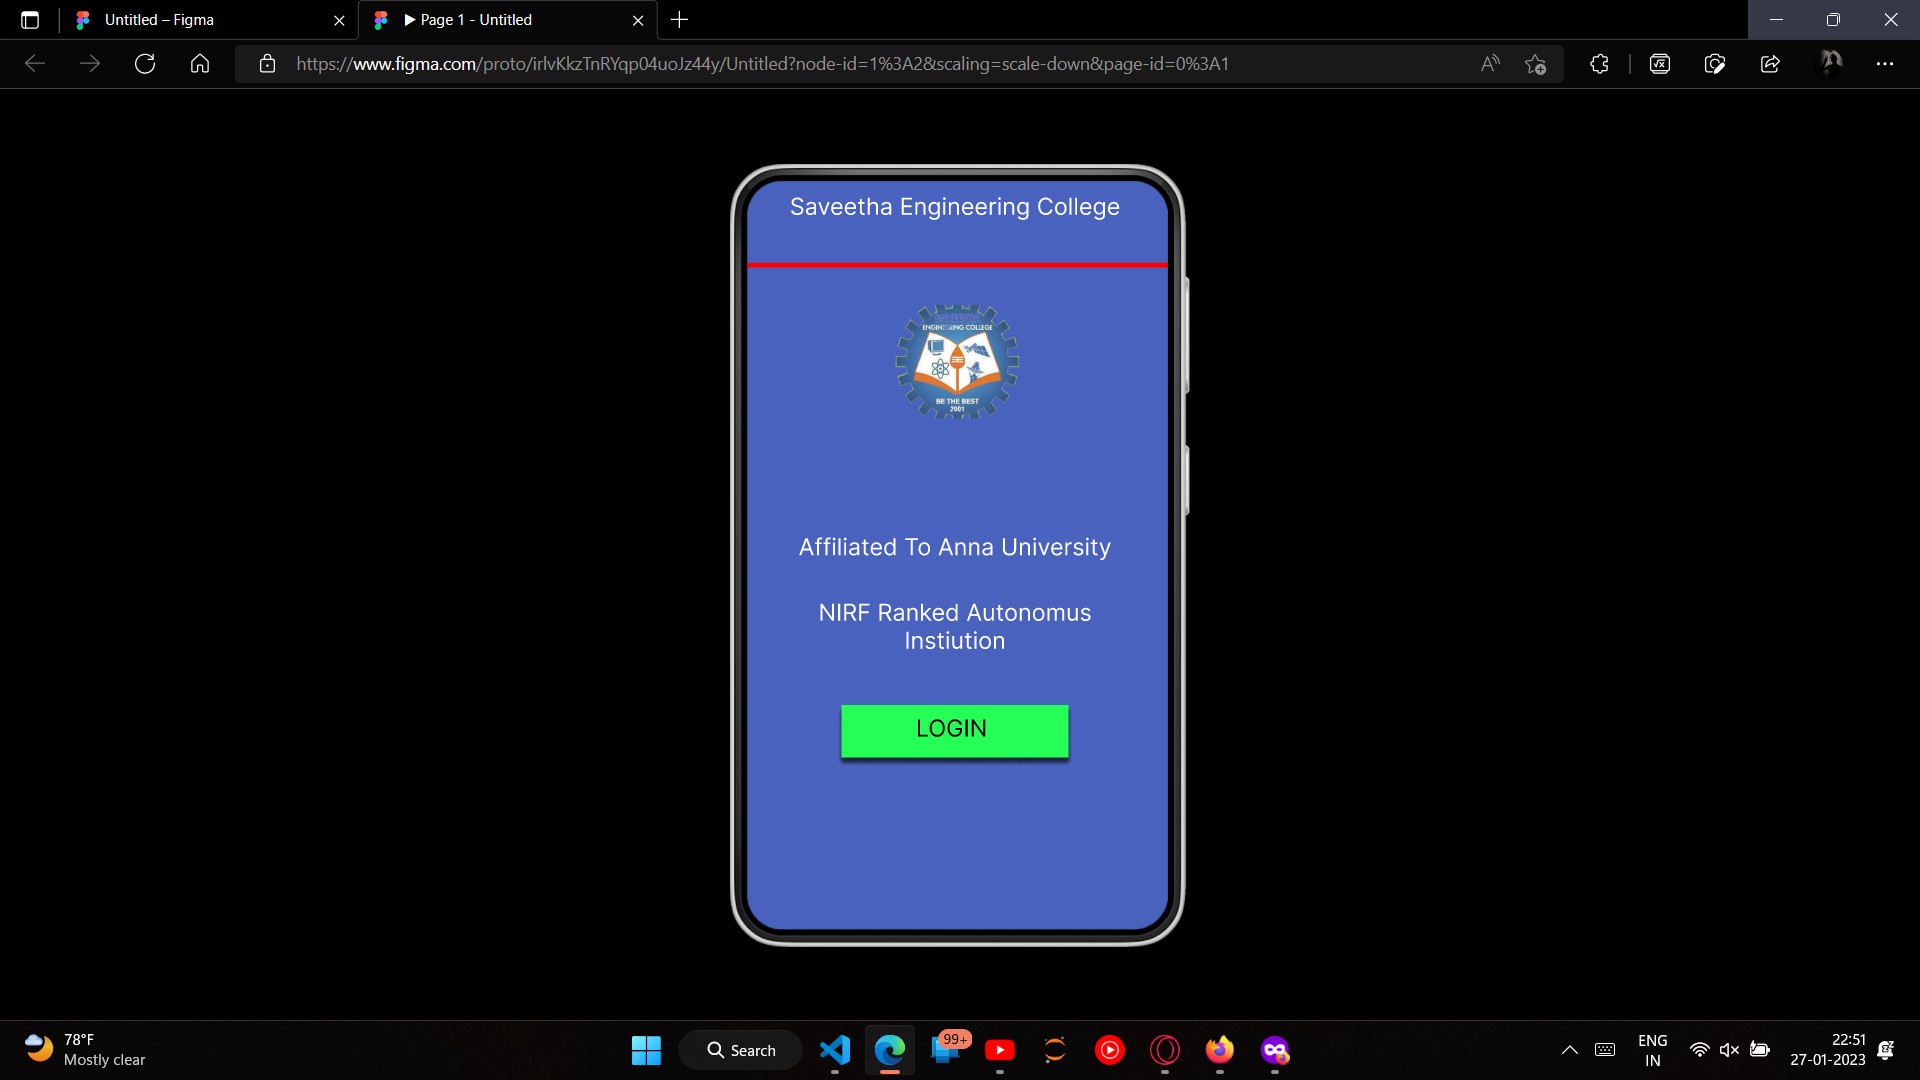 Untitled – Figma
▶ Page 1 - Untitled
https://www.figma.com/proto/irlvKkzTnRYqp04uoJz44y/Untitled?node-id=1%3A2&scaling=scale-down&page-id=0%3A1
Saveetha Engineering College
ENGINEERING COLLEGE
BE THE BEST
2001
Affiliated To Anna University
NIRF Ranked Autonomus
Instiution
LOGIN
78°F
Mostly clear
Search
99+
ENG
IN
22:51
27-01-2023